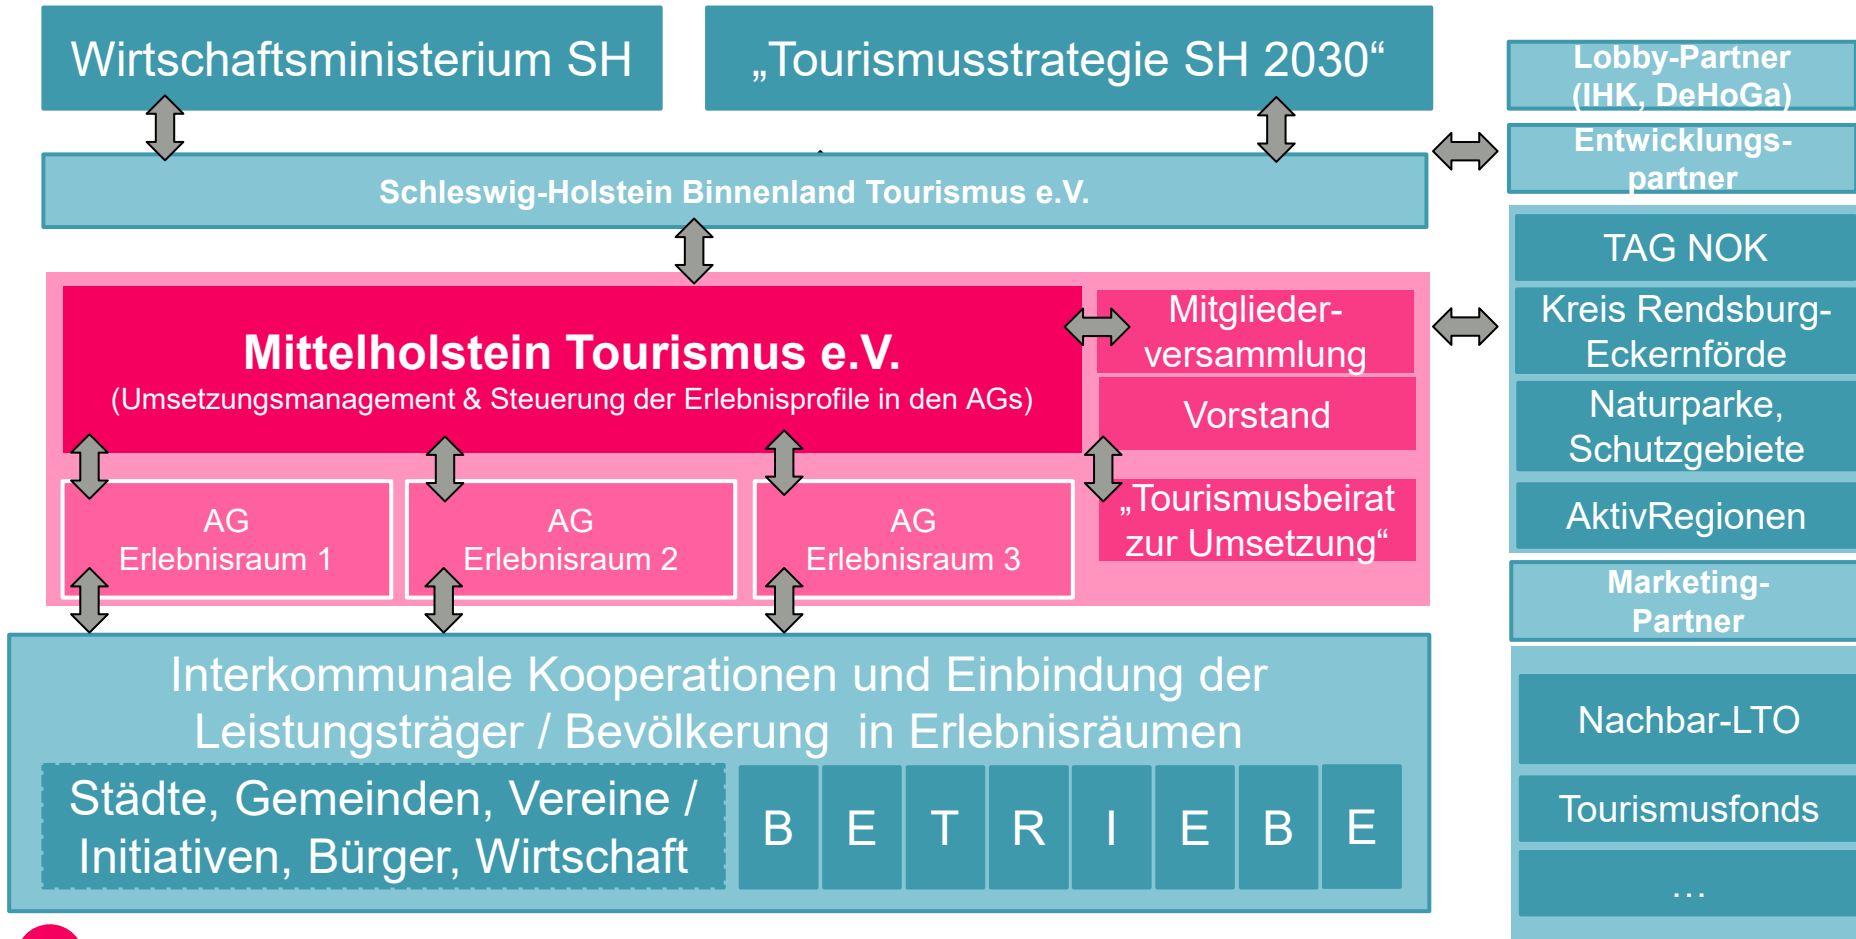 Wirtschaftsministerium SH
„Tourismusstrategie SH 2030“
Schleswig-Holstein Binnenland Tourismus e.V.
Mittelholstein Tourismus e.V.
(Umsetzungsmanagement & Steuerung der Erlebnisprofile in den AGs)
Mitglieder-
versammlung
Vorstand
„Tourismusbeirat
zur Umsetzung“
AG
Erlebnisraum 1
AG
Erlebnisraum 2
AG
Erlebnisraum 3
Interkommunale Kooperationen und Einbindung der
Leistungsträger / Bevölkerung in Erlebnisräumen
Städte, Gemeinden, Vereine /
Initiativen, Bürger, Wirtschaft
B E T R I E B E
Lobby-Partner
(IHK, DeHoGa)
Entwicklungs-
partner
TAG NOK
Kreis Rendsburg-
Eckernförde
Naturparke,
Schutzgebiete
AktivRegionen
Marketing-
Partner
Nachbar-LTO
Tourismusfonds
…